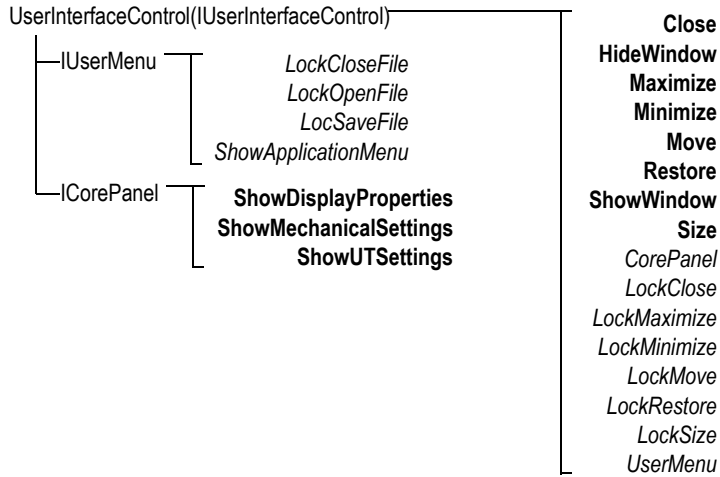 UserInterfaceControl(IUserInterfaceControl)
IUserMenu
LockCloseFile
LockOpenFile
LocSaveFile
ShowApplicationMenu
ICorePanel
ShowDisplayProperties
ShowMechanicalSettings
ShowUTSettings
Close
HideWindow
Maximize
Minimize
Move
Restore
ShowWindow
Size
CorePanel
LockClose
LockMaximize
LockMinimize
LockMove
LockRestore
LockSize
UserMenu